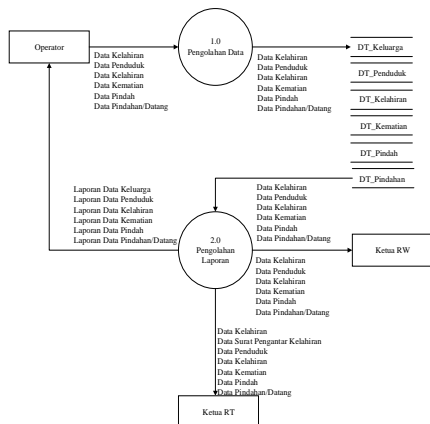 Operator
1.0
Pengolahan Data
Data Kelahiran
Data Penduduk
Data Kelahiran
Data Kematian
Data Pindah
Data Pindahan/Datang
Data Kelahiran
Data Penduduk
Data Kelahiran
Data Kematian
Data Pindah
Data Pindahan/Datang
DT_Keluarga
DT_Penduduk
DT_Kelahiran
DT_Kematian
DT_Pindah
DT_Pindahan
Laporan Data Keluarga
Laporan Data Penduduk
Laporan Data Kelahiran
Laporan Data Kematian
Laporan Data Pindah
Laporan Data Pindahan/Datang
2.0
Pengolahan
Laporan
Data Kelahiran
Data Penduduk
Data Kelahiran
Data Kematian
Data Pindah
Data Pindahan/Datang
Ketua RW
Data Kelahiran
Data Penduduk
Data Kelahiran
Data Kematian
Data Pindah
Data Pindahan/Datang
Data Kelahiran
Data Surat Pengantar Kelahiran
Data Penduduk
Data Kelahiran
Data Kematian
Data Pindah
Data Pindahan/Datang
Ketua RT